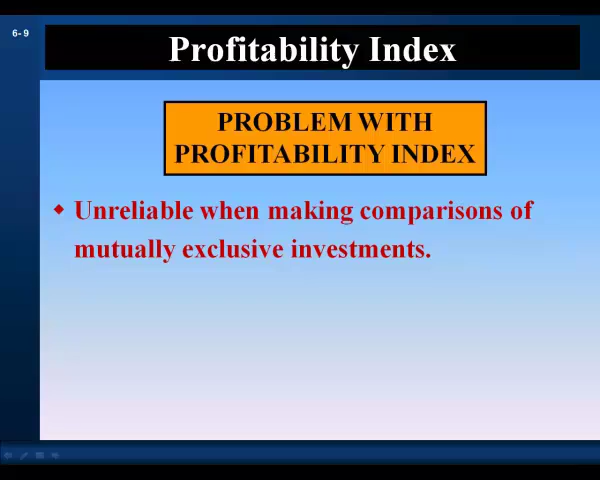 6-9
Profitability Index
PROBLEM WITH
PROFITABILITY INDEX
Unreliable when making comparisons of
mutually exclusive investments.